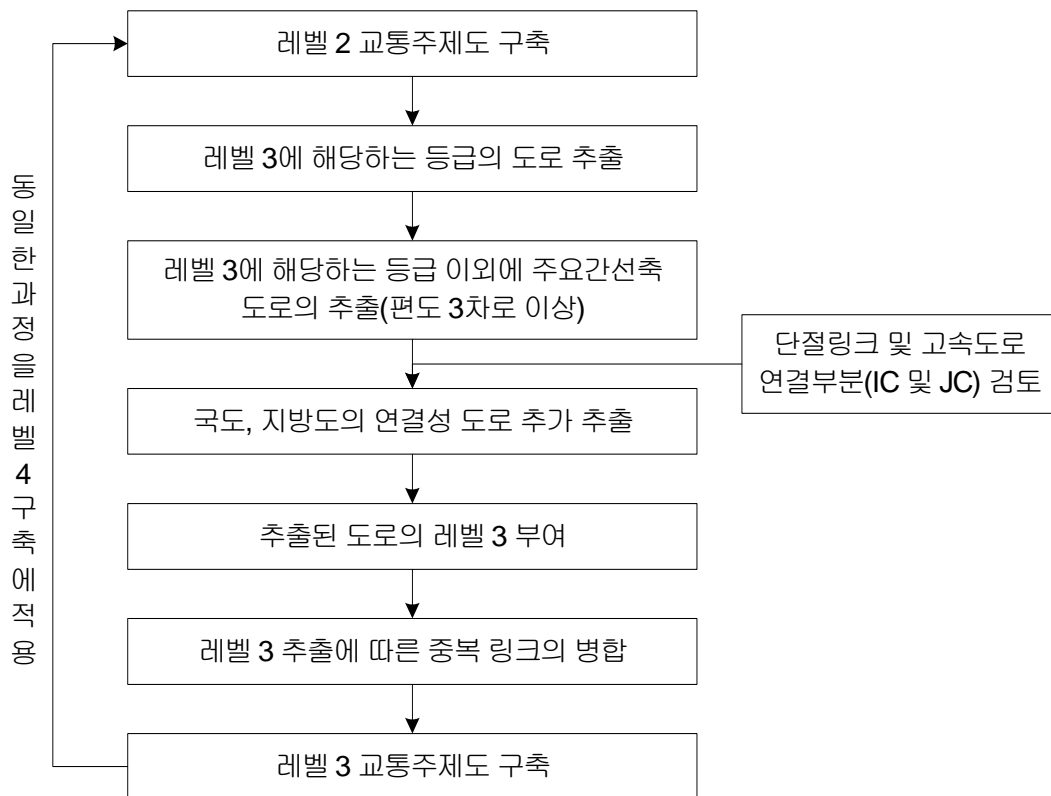 레벨 2 교통주제도 구축
레벨 3에 해당하는 등급의 도로 추출
레벨 3에 해당하는 등급 이외에 주요간선축
도로의 추출(편도 3차로 이상)
단절링크 및 고속도로
연결부분(IC 및 JC) 검토
국도, 지방도의 연결성 도로 추가 추출
추출된 도로의 레벨 3 부여
레벨 3 추출에 따른 중복 링크의 병합
레벨 3 교통주제도 구축
동일한과정을레벨4구축에적용